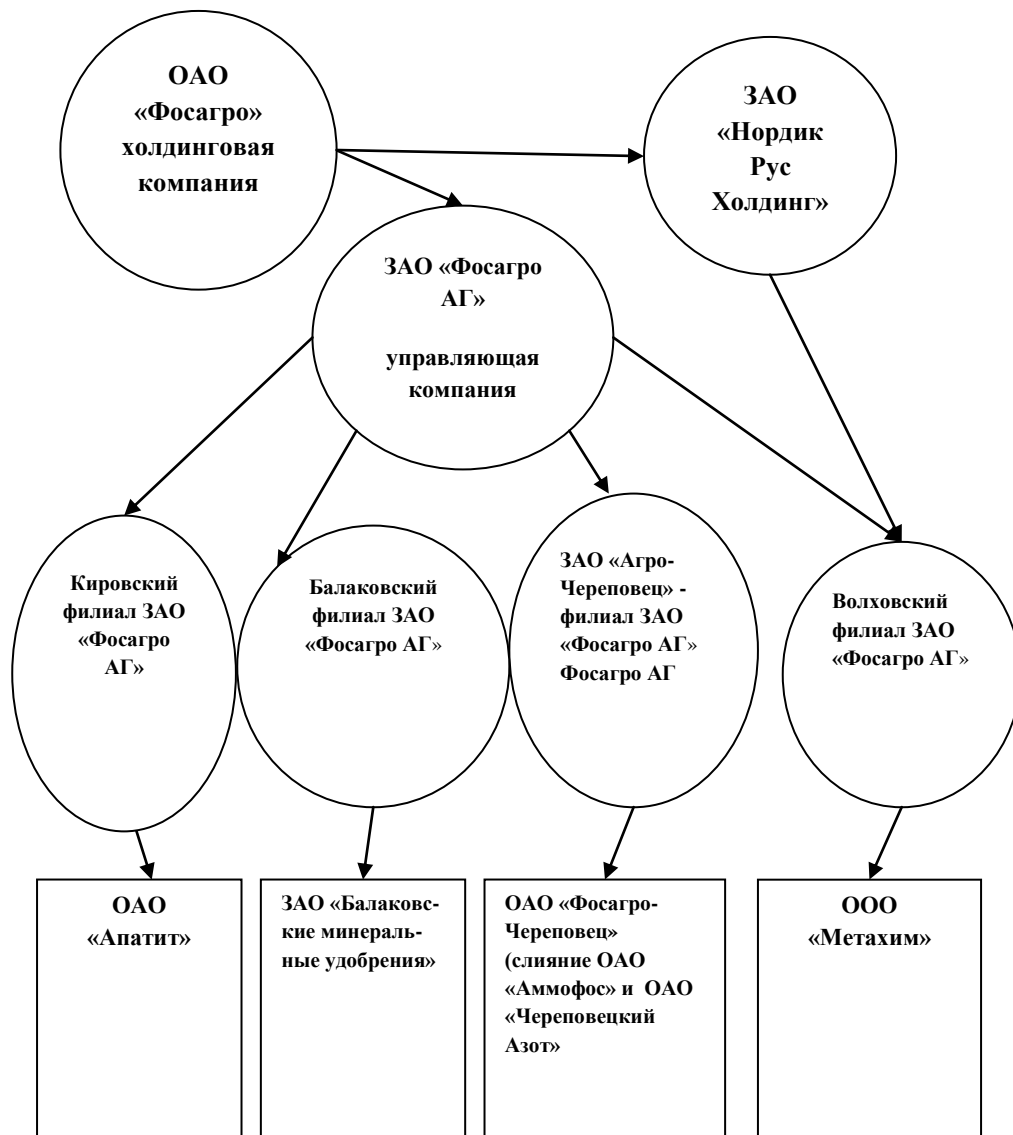 ОАО
«Фосагро»
холдинговая
компания
ЗАО
«Нордик
Рус
Холдинг»
ЗАО «Фосагро
АГ»
управляющая
компания
Кировский
филиал ЗАО
«Фосагро
АГ»
Балаковский
филиал ЗАО
«Фосагро АГ»
ЗАО «Агро-
Череповец» -
филиал ЗАО
«Фосагро АГ»
Фосагро АГ
Волховский
филиал ЗАО
«Фосагро АГ»
ОАО
«Апатит»
ЗАО «Балаковс-
кие минераль-
ные удобрения»
ОАО «Фосагро-
Череповец»
(слияние ОАО
«Аммофос» и ОАО
«Череповецкий
Азот»
ООО
«Метахим»